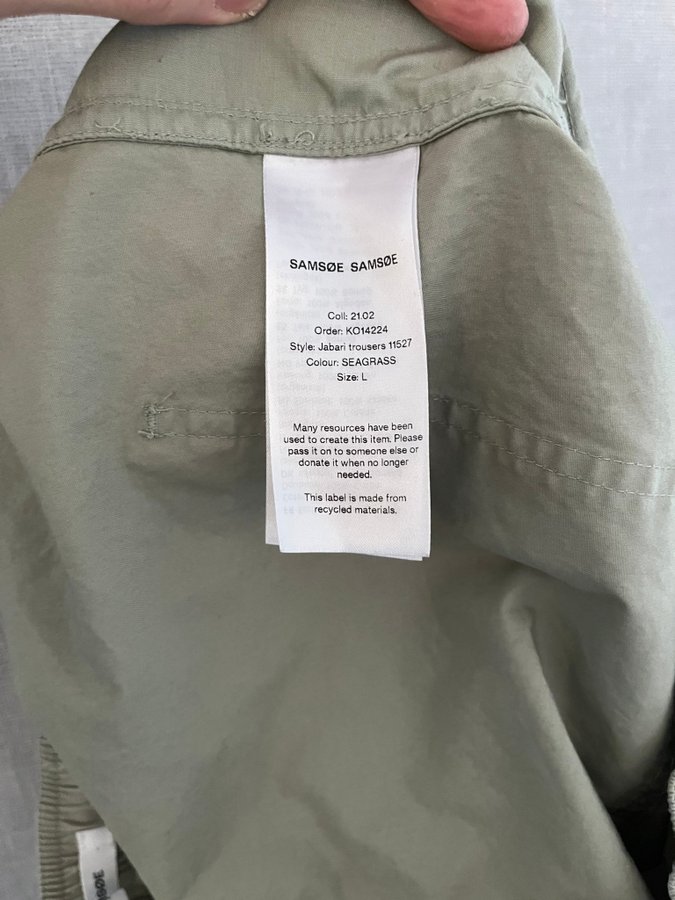 SAMSØE SAMSØE
Coll: 21.02
Order: KO14224
Style: Jabari trousers 11527
Colour: SEAGRASS
Size: L
Many resources have been
used to create this item. Please
pass it on to someone else or
donate it when no longer
needed.
This label is made from
recycled materials.
SØE